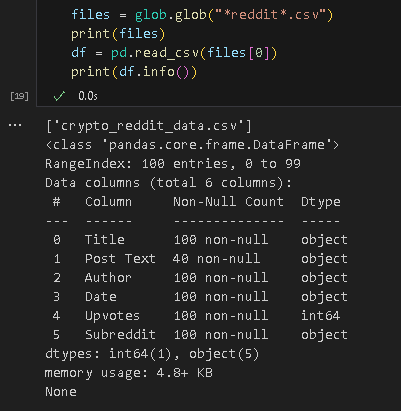 files = glob.glob("*reddit*.csv")
print(files)
df = pd.read_csv(files[0])
print(df.info())
[19] ✓ 0.0s
... ['crypto_reddit_data.csv']
<class 'pandas.core.frame.DataFrame'>
RangeIndex: 100 entries, 0 to 99
Data columns (total 6 columns):
 #   Column     Non-Null Count  Dtype
---  ------     --------------  -----
 0   Title      100 non-null    object
 1   Post Text  40 non-null     object
 2   Author     100 non-null    object
 3   Date       100 non-null    object
 4   Upvotes    100 non-null    int64
 5   Subreddit  100 non-null    object
dtypes: int64(1), object(5)
memory usage: 4.8+ KB
None